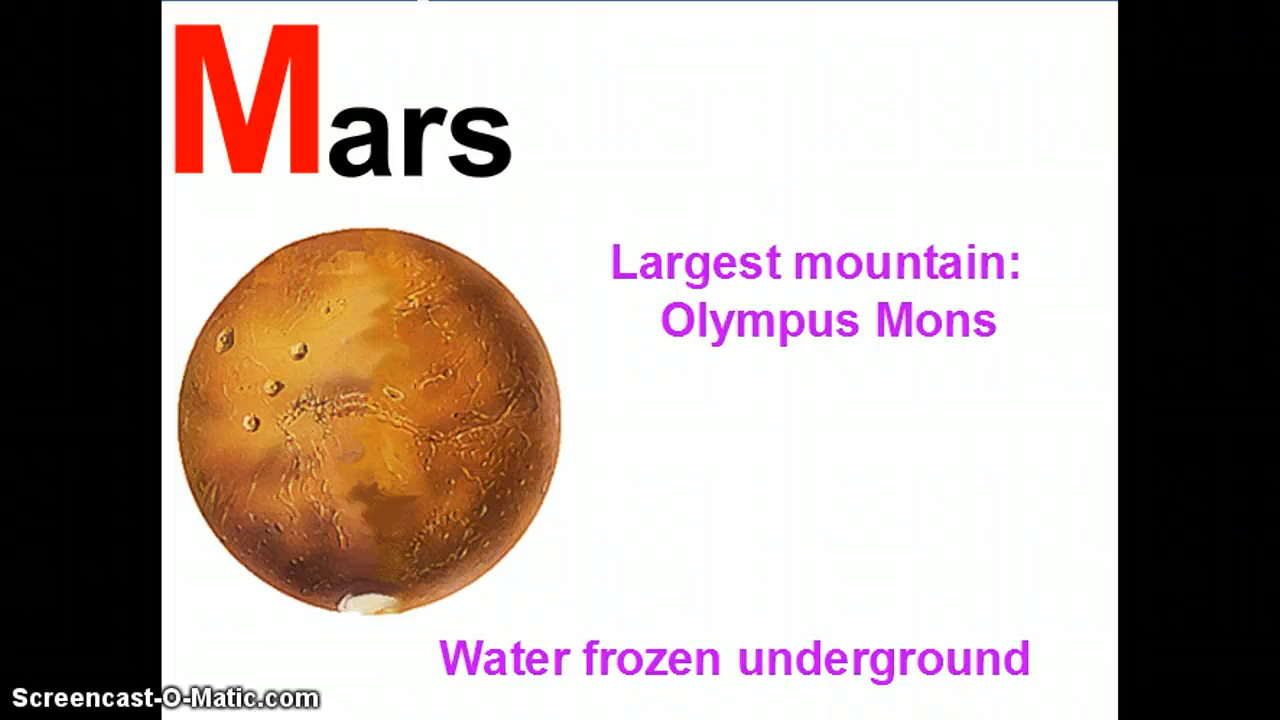 Mars
Largest mountain:
Olympus Mons
Water frozen underground
Screencast-O-Matic.com